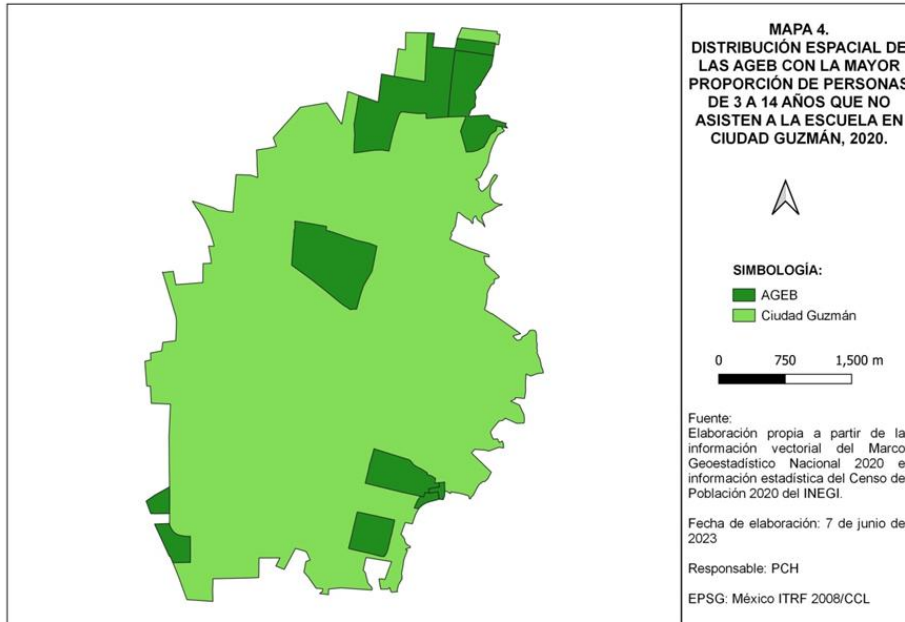 MAPA 4.
DISTRIBUCIÓN ESPACIAL DE
LAS AGEB CON LA MAYOR
PROPORCIÓN DE PERSONAS
DE 3 A 14 AÑOS QUE NO
ASISTEN A LA ESCUELA EN
CIUDAD GUZMÁN, 2020.
SIMBOLOGÍA:
AGEB
Ciudad Guzmán
0 750 1,500 m
Fuente:
Elaboración propia a partir de la
información vectorial del Marco
Geoestadístico Nacional 2020 e
información estadística del Censo de
Población 2020 del INEGI.
Fecha de elaboración: 7 de junio de
2023
Responsable: PCH
EPSG: México ITRF 2008/CCL